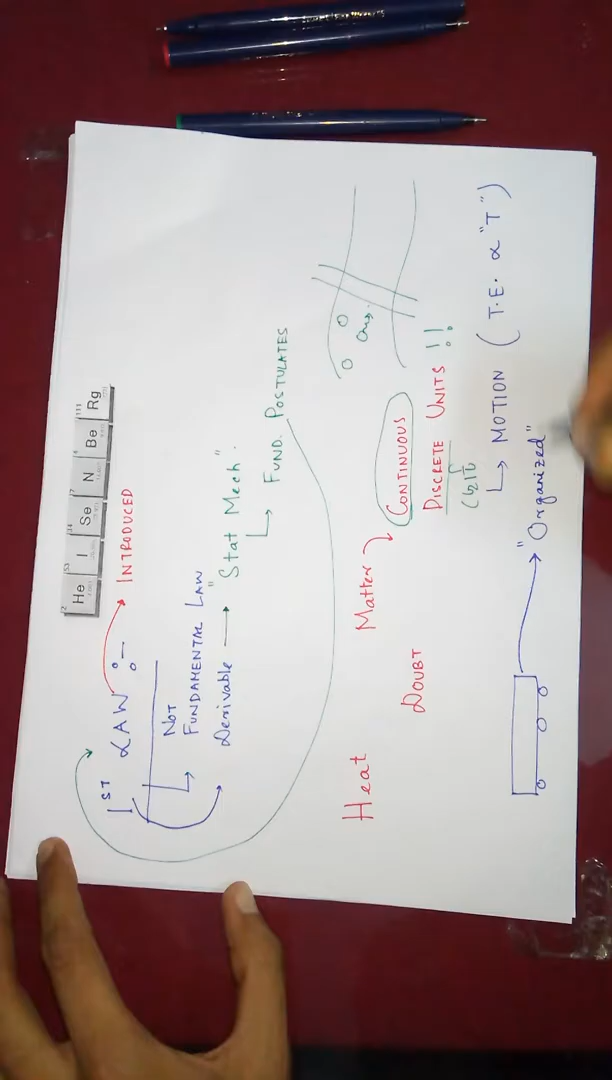 He I Se N Be Rg
1ST LAW :- INTRODUCED
NOT
FUNDAMENTAL LAW
Derivable → "Stat Mech".
FUND. POSTULATES
Heat Matter CONTINUOUS
DOUBT DISCRETE UNITS !!
MOTION (T.E. ∝ "T")
"Organized"